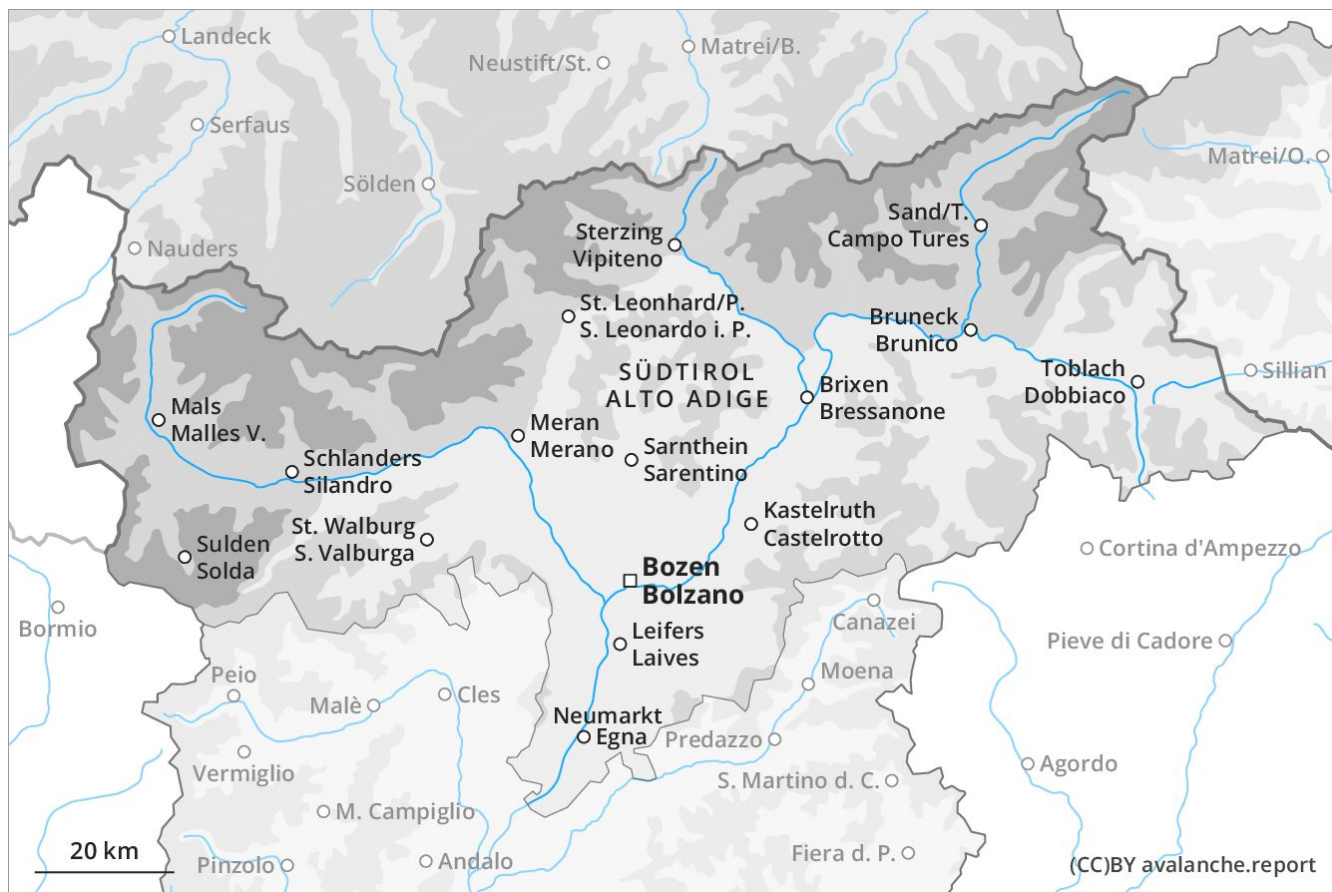 Landeck
Matrei/B.
Neustift/St.
Serfaus
Matrei/O.
Sölden
Sand/T.
Campo Tures
Sterzing
Vipiteno
Nauders
St. Leonhard/P.
S. Leonardo i. P.
Bruneck
Brunico
SÜDTIROL
ALTO ADIGE
Toblach
Dobbiaco
Sillian
Brixen
Bressanone
Mals
Malles V.
Meran
Merano
Sarnthein
Sarentino
Schlanders
Silandro
St. Walburg
S. Valburga
Kastelruth
Castelrotto
Sulden
Solda
Cortina d'Ampezzo
Bozen
Bolzano
Bormio
Canazei
Leifers
Laives
Pieve di Cadore
Peio
Moena
Malè
Cles
Neumarkt
Egna
Predazzo
Vermiglio
Agordo
S. Martino d. C.
M. Campiglio
20 km
Pinzolo
Andalo
Fiera d. P.
(CC)BY avalanche.report